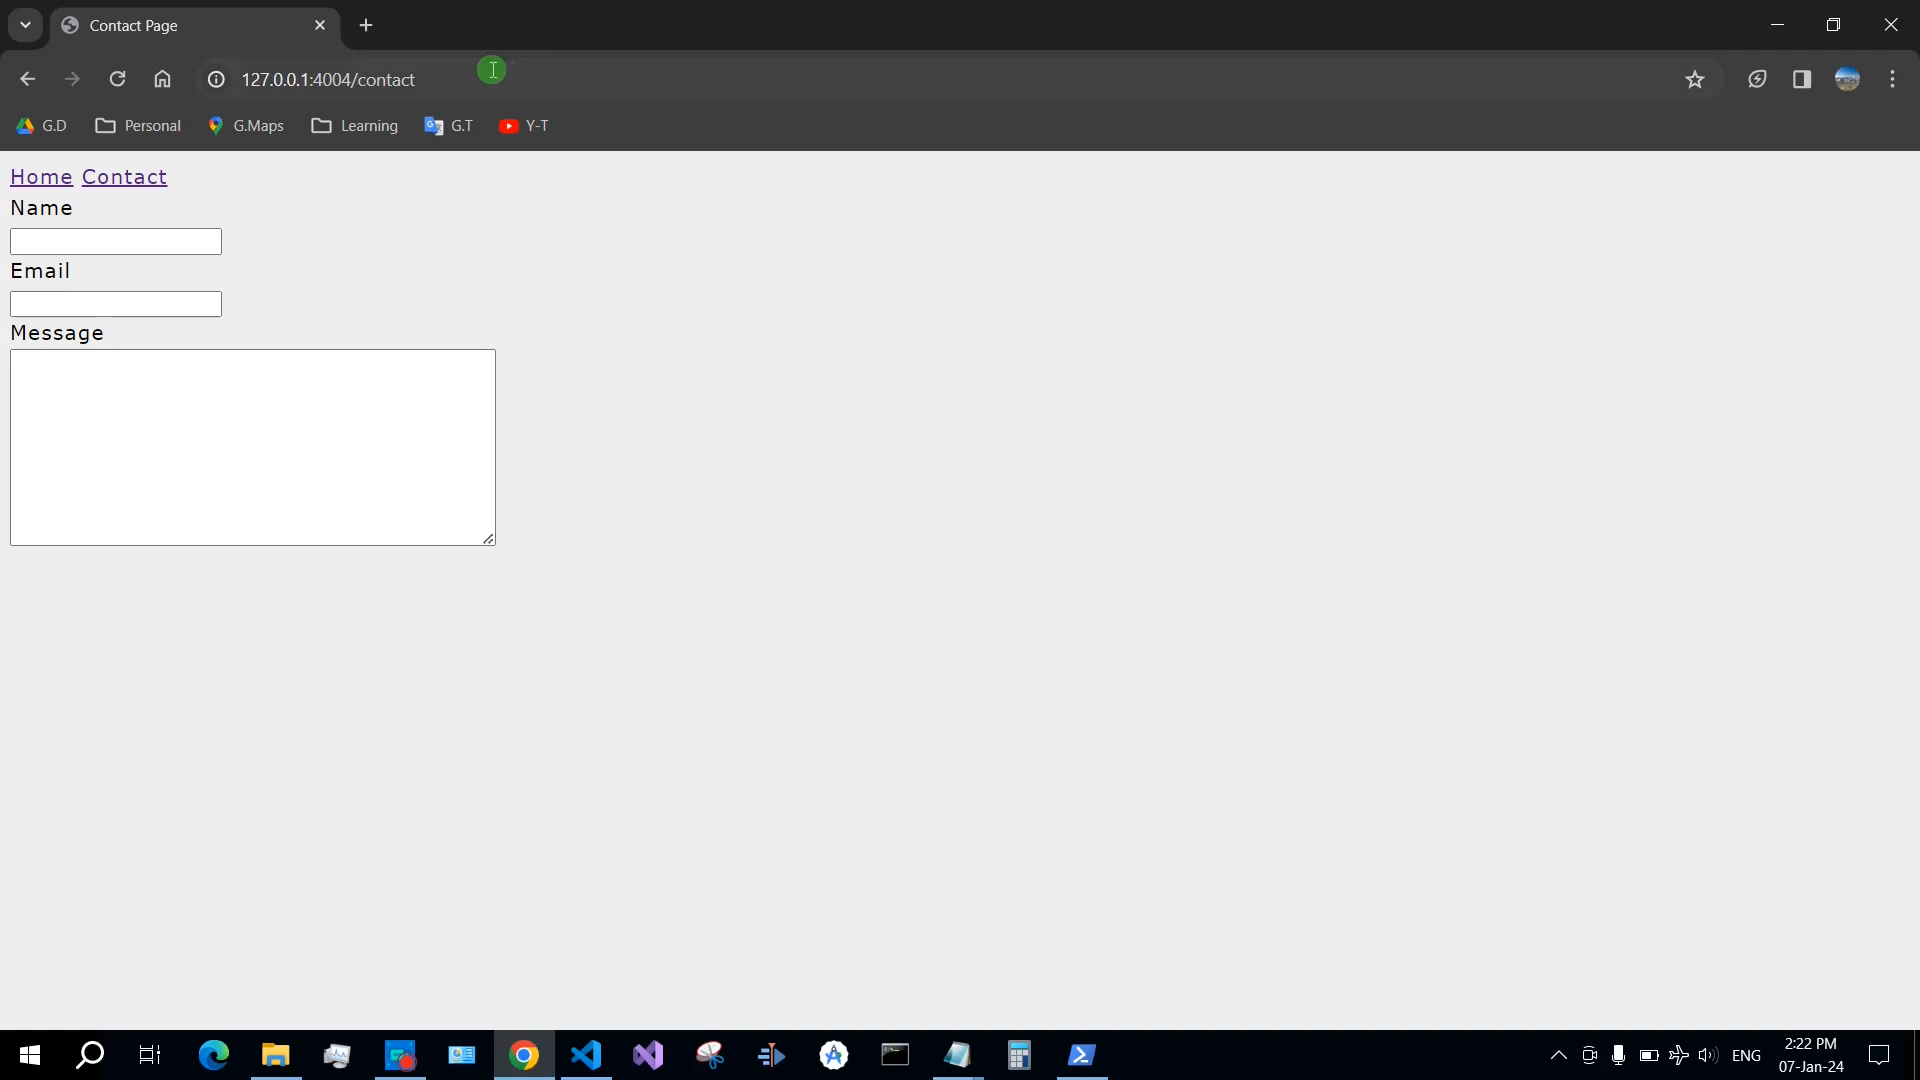 Contact Page
127.0.0.1:4004/contact
G.D Personal G.Maps Learning G.T Y-T
Home Contact
Name
Email
Message
ENG
2:22 PM
07-Jan-24